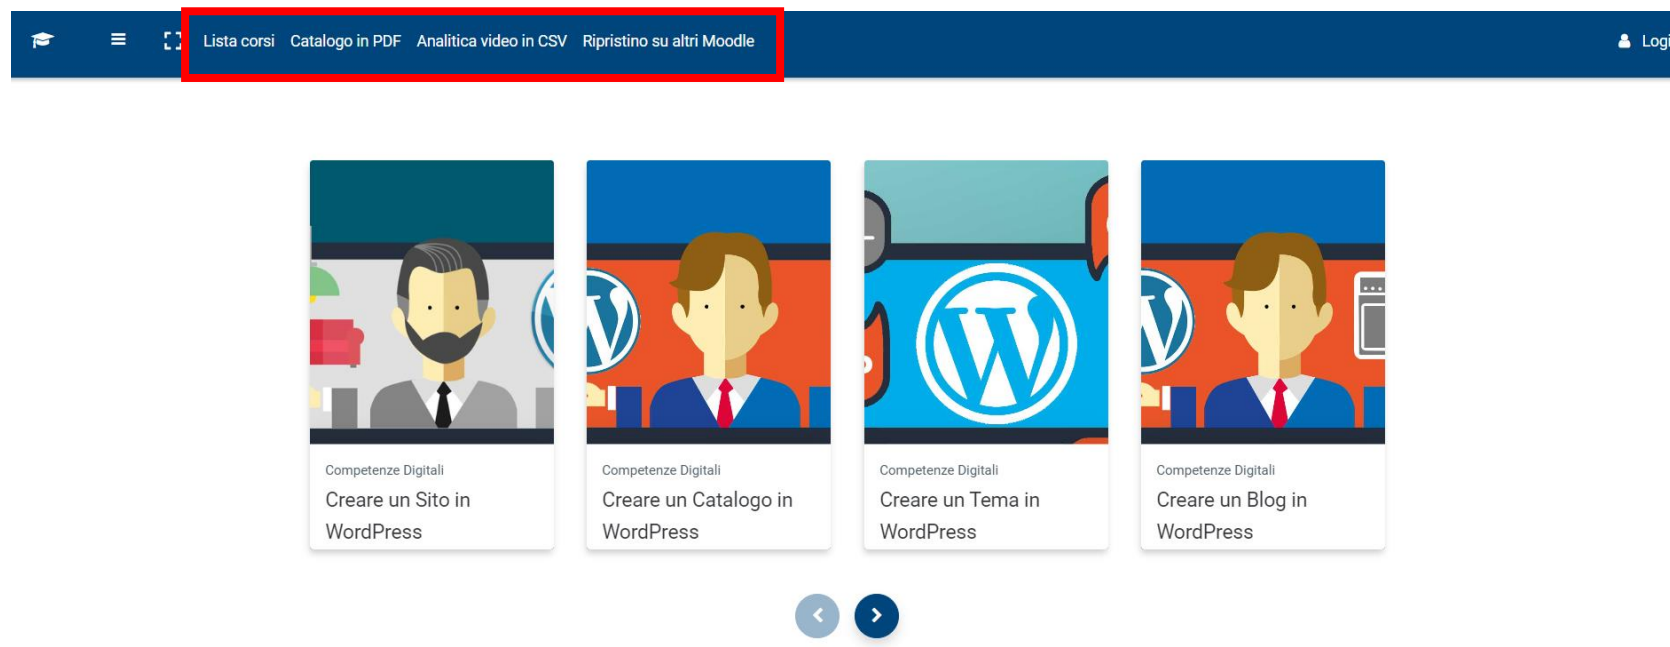 Lista corsi Catalogo in PDF Analitica video in CSV Ripristino su altri Moodle
Logi
Competenze Digitali
Creare un Sito in
WordPress
Competenze Digitali
Creare un Catalogo in
WordPress
Competenze Digitali
Creare un Tema in
WordPress
Competenze Digitali
Creare un Blog in
WordPress